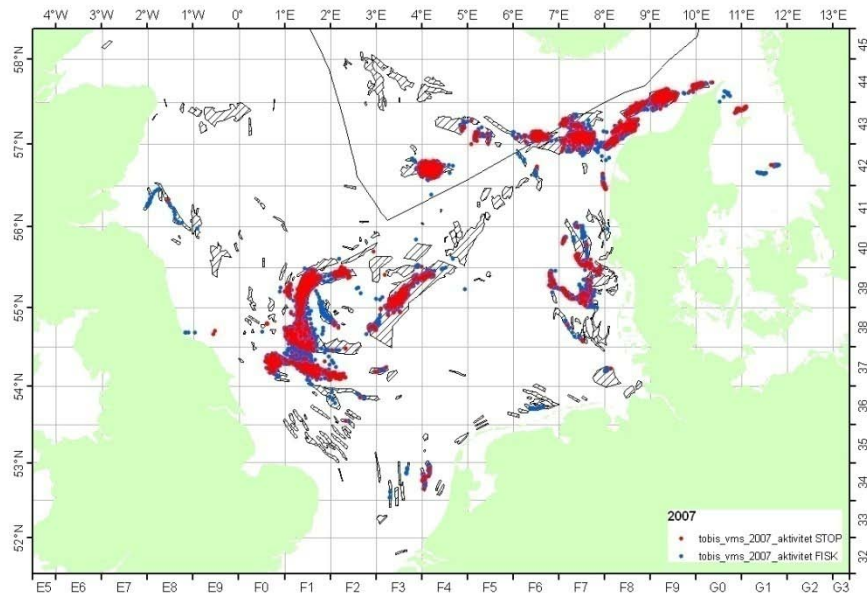 4°W 3°W 2°W 1°W 0° 1°E 2°E 3°E 4°E 5°E 6°E 7°E 8°E 9°E 10°E 11°E 12°E 13°E
58°N
57°N
56°N
55°N
54°N
53°N
52°N
45
44
43
42
41
40
39
38
37
36
35
34
33
32
2007
tobis_vms_2007_aktivitet STOP
tobis_vms_2007_aktivitet FISK
E5 E6 E7 E8 E9 F0 F1 F2 F3 F4 F5 F6 F7 F8 F9 G0 G1 G2 G3